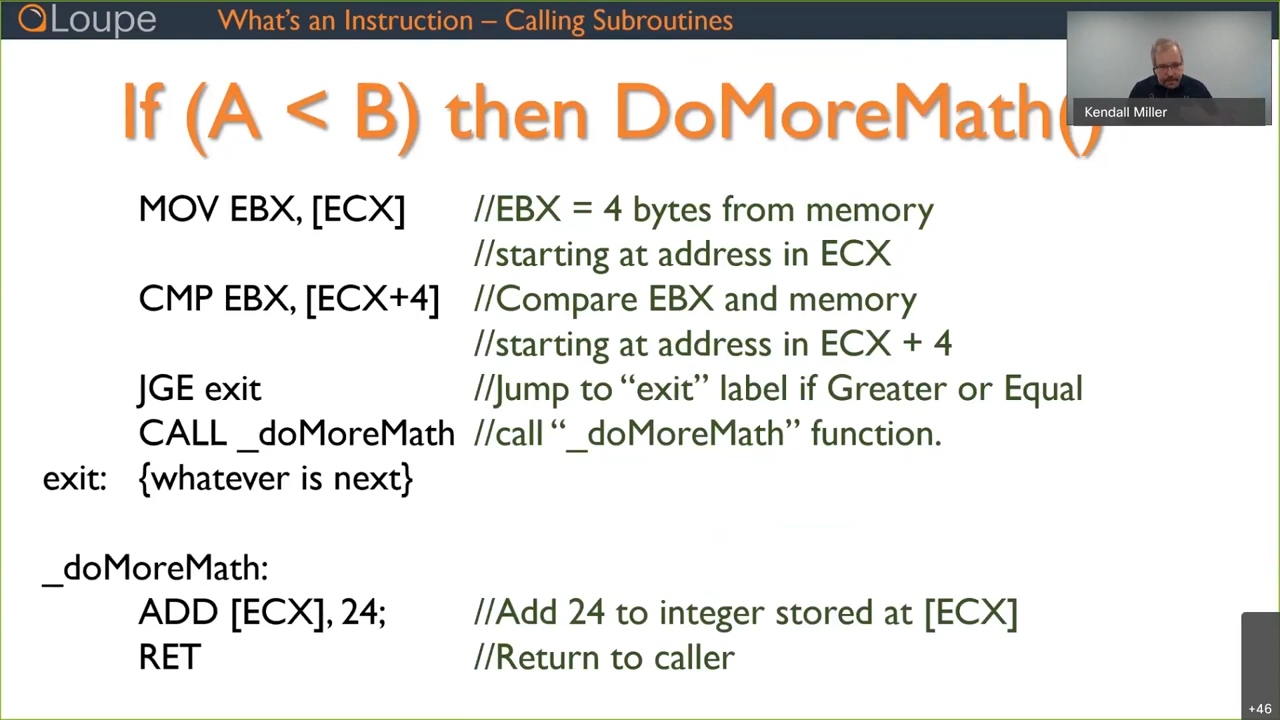 Loupe What's an Instruction – Calling Subroutines
Kendall Miller
If (A < B) then DoMoreMath()
MOV EBX, [ECX] //EBX = 4 bytes from memory
//starting at address in ECX
CMP EBX, [ECX+4] //Compare EBX and memory
//starting at address in ECX + 4
JGE exit //Jump to “exit” label if Greater or Equal
CALL _doMoreMath //call “_doMoreMath” function.
exit: {whatever is next}
_doMoreMath:
ADD [ECX], 24; //Add 24 to integer stored at [ECX]
RET //Return to caller
+46